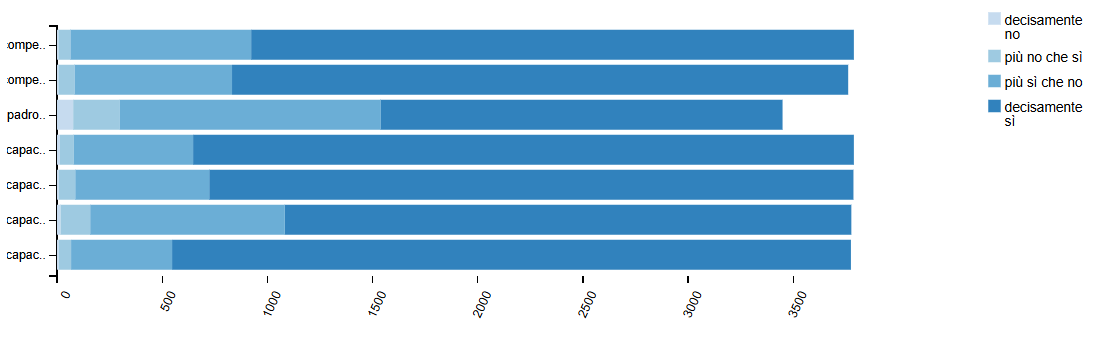 ompe..
ompe..
padro..
capac..
capac..
capac..
capac..
0
500
1000
1500
2000
2500
3000
3500
decisamente
no
più no che sì
più sì che no
decisamente
sì